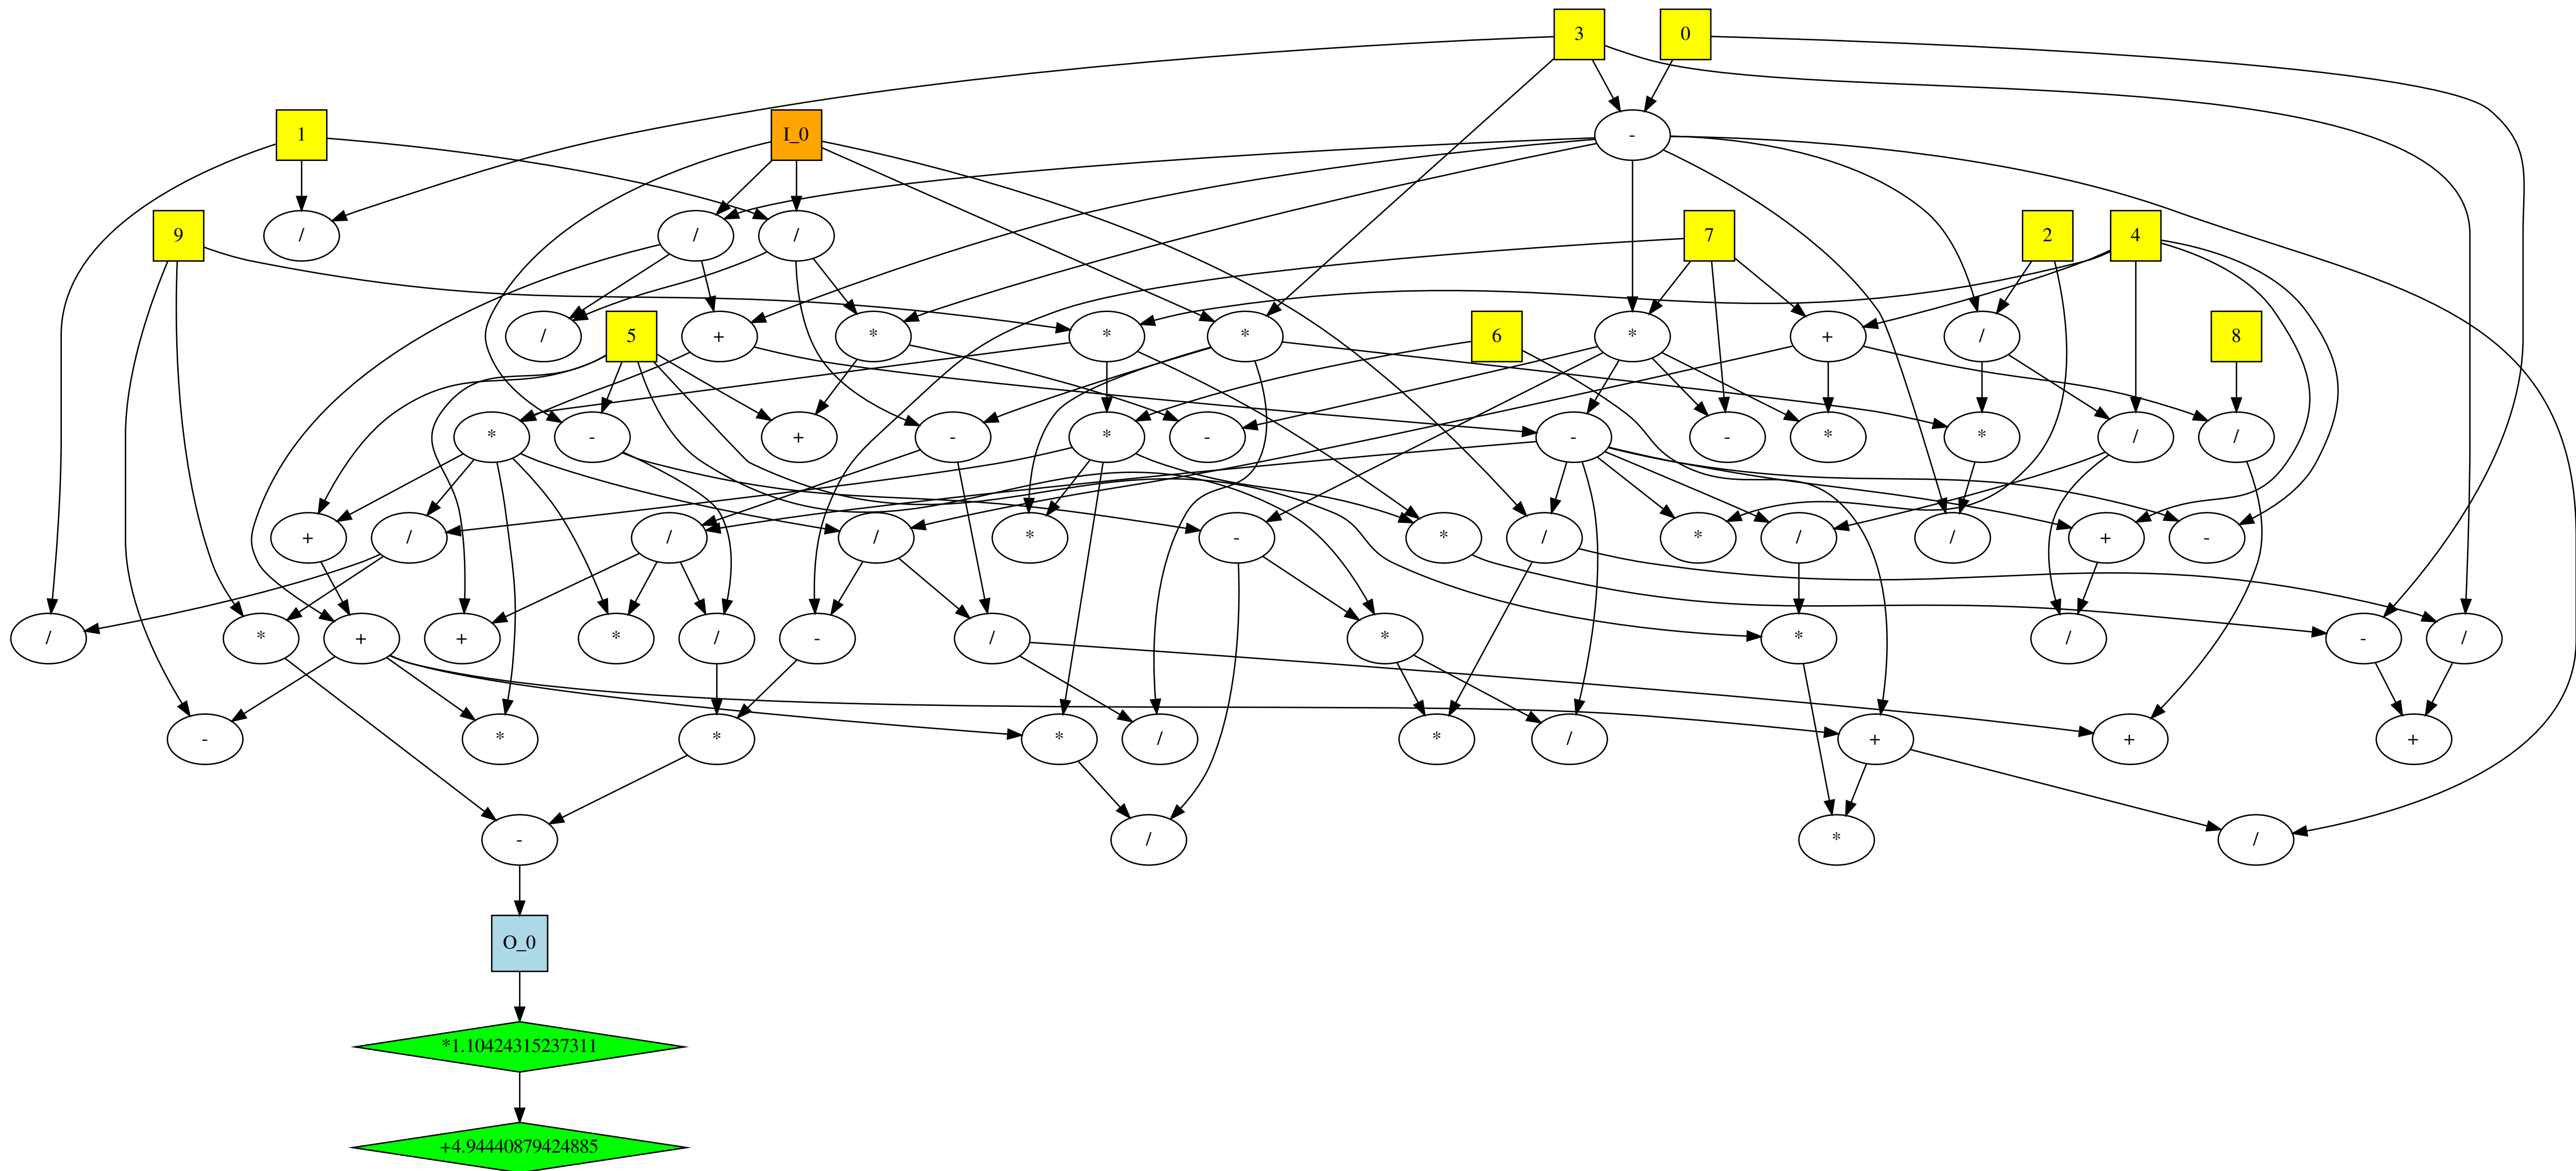 3 0
1 I_0 -
9 / / / 7 2 4
/ 5 + * * * 6 * + / 8
* - + - * - - - * * / /
+ / / / * - * / * / / + -
/ * + + * / - / * * / - /
- * * * / * / + + +
- / * /
O_0
*1.10424315237311
+4.94440879424885